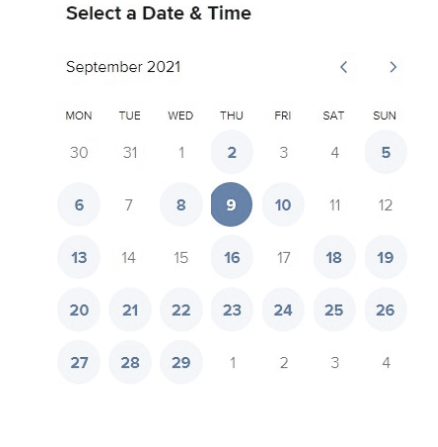 Select a Date & Time
September 2021
MON TUE WED THU FRI SAT SUN
30 31 1 2 3 4 5
6 7 8 9 10 11 12
13 14 15 16 17 18 19
20 21 22 23 24 25 26
27 28 29 1 2 3 4